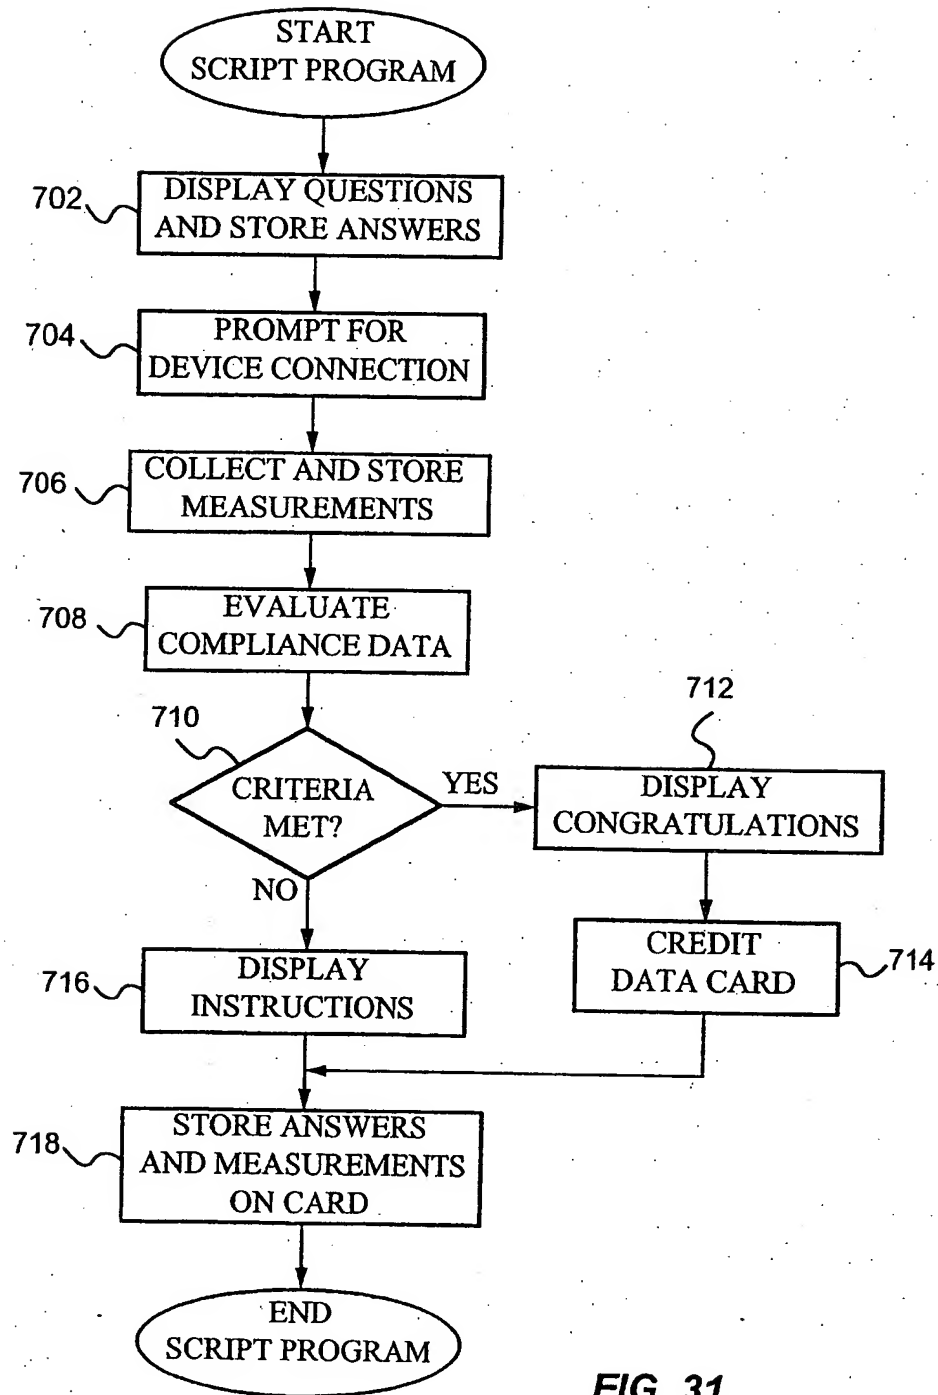 START
SCRIPT PROGRAM
702
DISPLAY QUESTIONS
AND STORE ANSWERS
704
PROMPT FOR
DEVICE CONNECTION
706
COLLECT AND STORE
MEASUREMENTS
708
EVALUATE
COMPLIANCE DATA
710
CRITERIA
MET?
YES
NO
712
DISPLAY
CONGRATULATIONS
CREDIT
DATA CARD
714
716
DISPLAY
INSTRUCTIONS
718
STORE ANSWERS
AND MEASUREMENTS
ON CARD
END
SCRIPT PROGRAM
FIG. 31